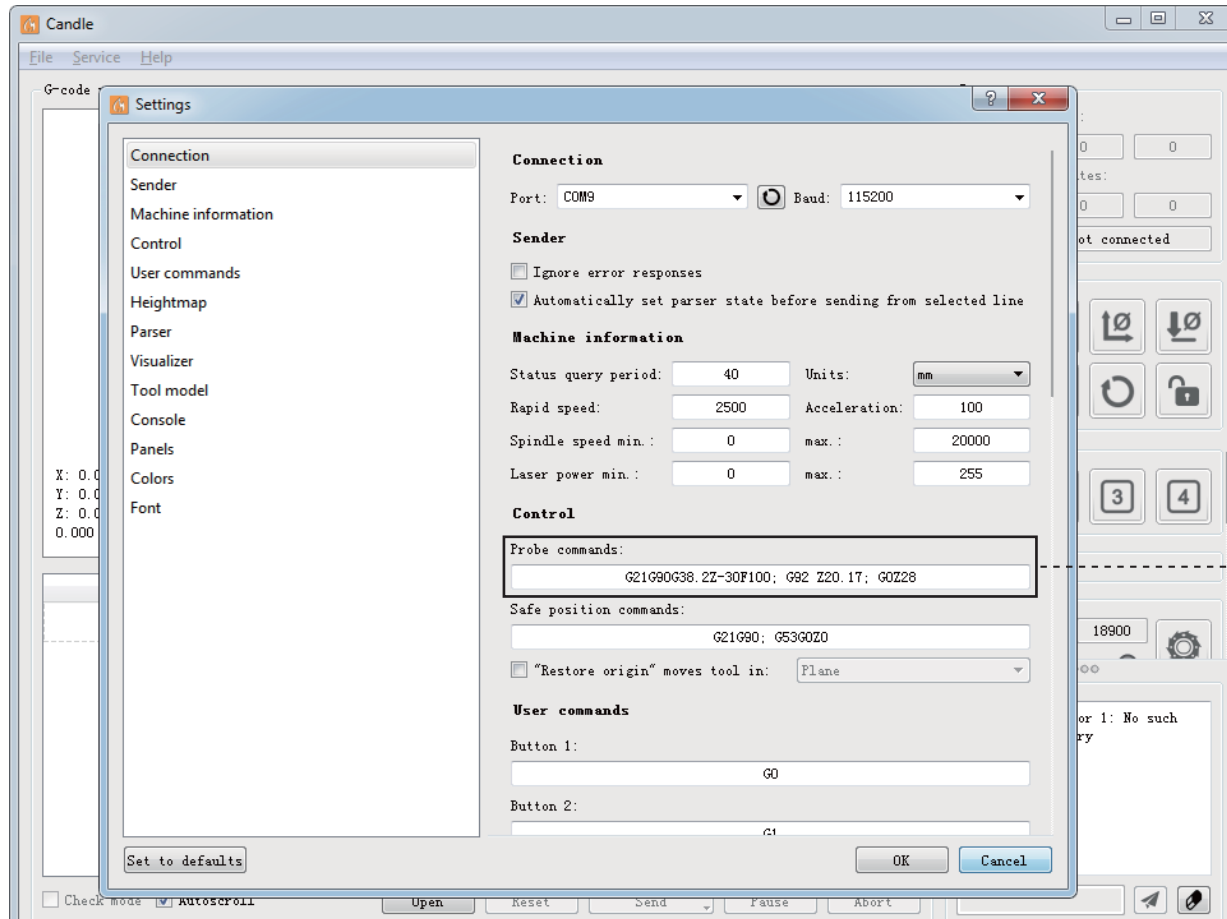 Candle
File Service Help
G-code
Settings
Connection
Sender
Machine information
Control
User commands
Heightmap
Parser
Visualizer
Tool model
Console
Panels
Colors
Font
Connection
Port: COM9 Baud: 115200
Sender
Ignore error responses
Automatically set parser state before sending from selected line
Machine information
Status query period: 40 Units: mm
Rapid speed: 2500 Acceleration: 100
Spindle speed min.: 0 max.: 20000
Laser power min.: 0 max.: 255
Control
Probe commands:
G21G90G38.2Z-30F100; G92 Z20.17; G0Z28
Safe position commands:
G21G90; G53G0Z0
"Restore origin" moves tool in: Plane
User commands
Button 1:
G0
Button 2:
G1
Set to defaults OK Cancel
0 0
tes:
0 0
ot connected
3 4
18900
or 1: No such
ry
X: 0.0
Y: 0.0
Z: 0.0
0.000
Check mode Autoscroll Open Reset Send Pause Abort